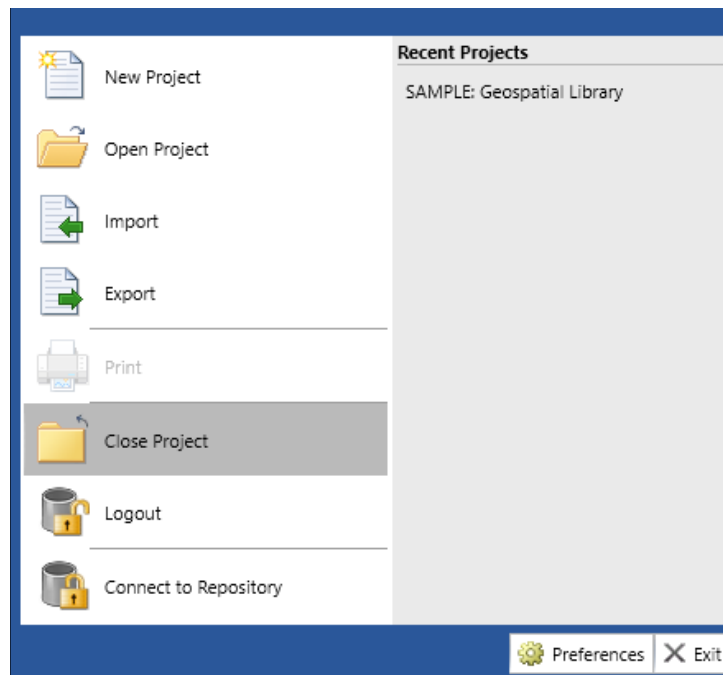 New Project
Open Project
Import
Export
Print
Close Project
Logout
Connect to Repository
Recent Projects
SAMPLE: Geospatial Library
Preferences
Exit